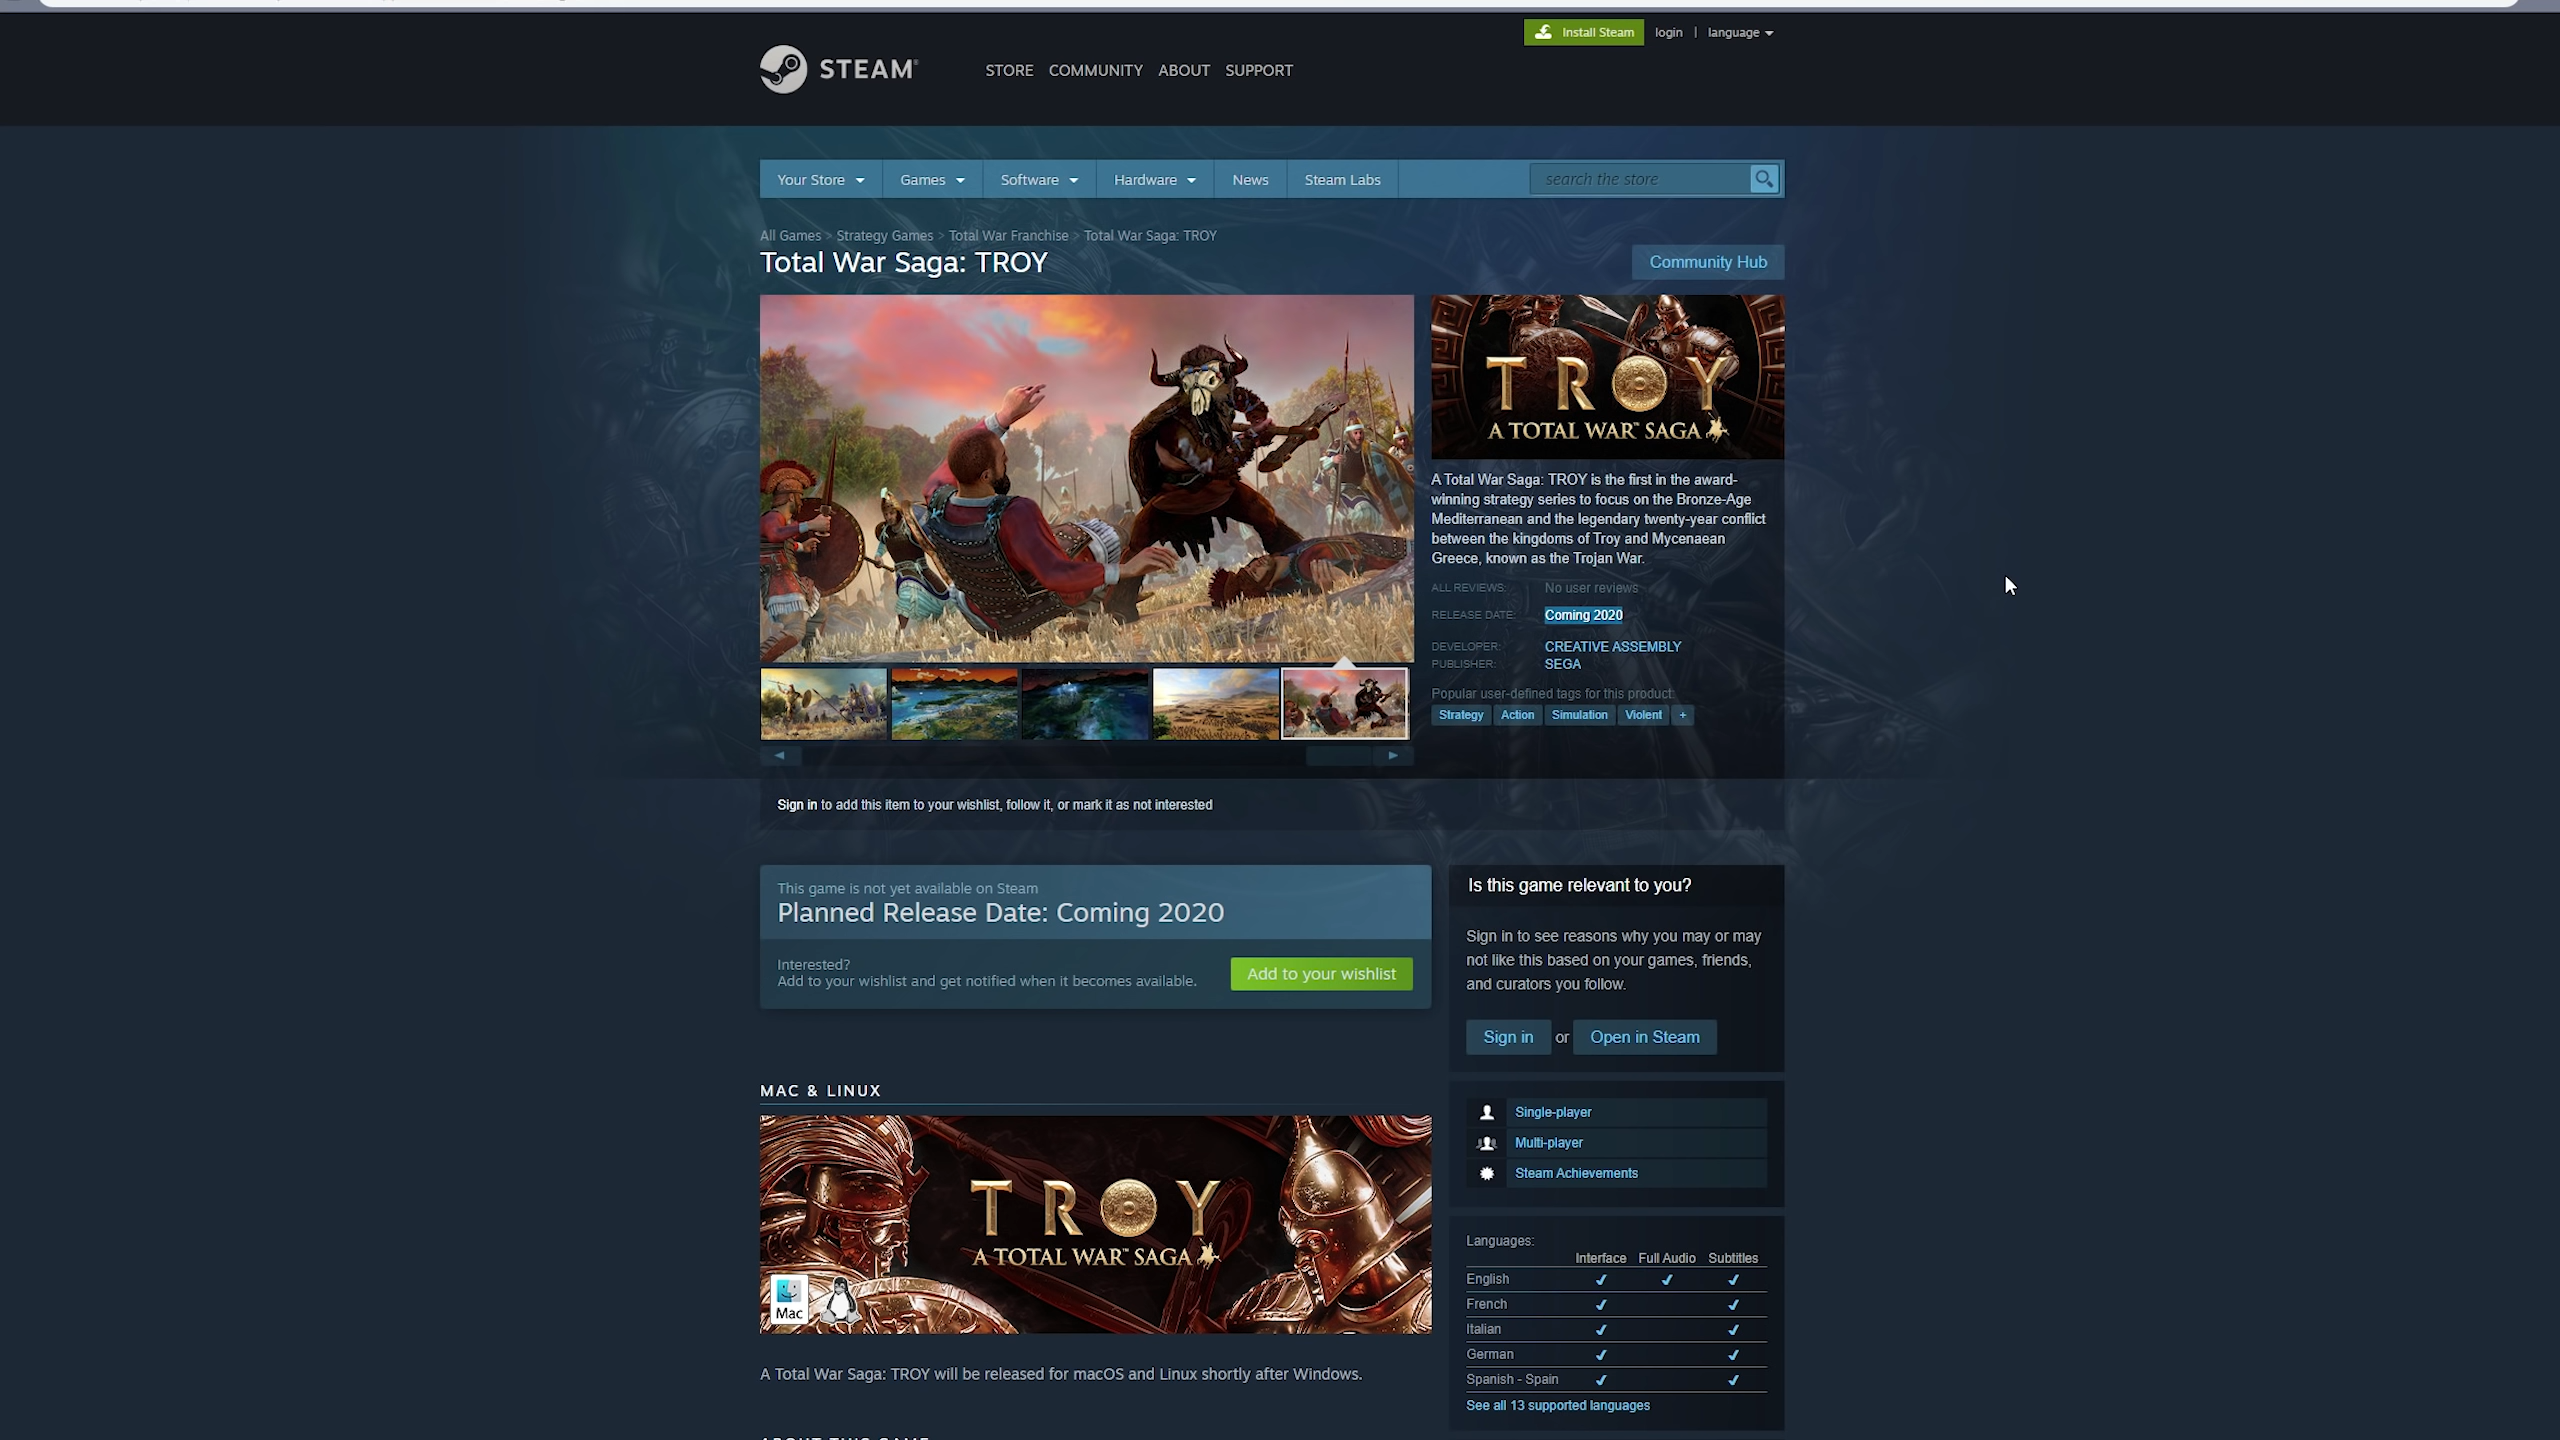 Install Steam
login | language
STEAM®
STORE COMMUNITY ABOUT SUPPORT
Your Store Games Software Hardware News Steam Labs
search the store
All Games > Strategy Games > Total War Franchise > Total War Saga: TROY
Total War Saga: TROY
Community Hub
TROY
A TOTAL WAR™ SAGA
A Total War Saga: TROY is the first in the award-
winning strategy series to focus on the Bronze-Age
Mediterranean and the legendary twenty-year conflict
between the kingdoms of Troy and Mycenaean
Greece, known as the Trojan War.
ALL REVIEWS: No user reviews
RELEASE DATE: Coming 2020
DEVELOPER: CREATIVE ASSEMBLY
PUBLISHER: SEGA
Popular user-defined tags for this product:
Strategy Action Simulation Violent +
Sign in to add this item to your wishlist, follow it, or mark it as not interested
This game is not yet available on Steam
Planned Release Date: Coming 2020
Interested?
Add to your wishlist and get notified when it becomes available.
Add to your wishlist
Is this game relevant to you?
Sign in to see reasons why you may or may
not like this based on your games, friends,
and curators you follow.
Sign in or Open in Steam
MAC & LINUX
TROY
A TOTAL WAR™ SAGA
Mac
A Total War Saga: TROY will be released for macOS and Linux shortly after Windows.
Single-player
Multi-player
Steam Achievements
Languages:
Interface Full Audio Subtitles
English ✔ ✔ ✔
French ✔ ✔
Italian ✔ ✔
German ✔ ✔
Spanish - Spain ✔ ✔
See all 13 supported languages
ABOUT THIS GAME